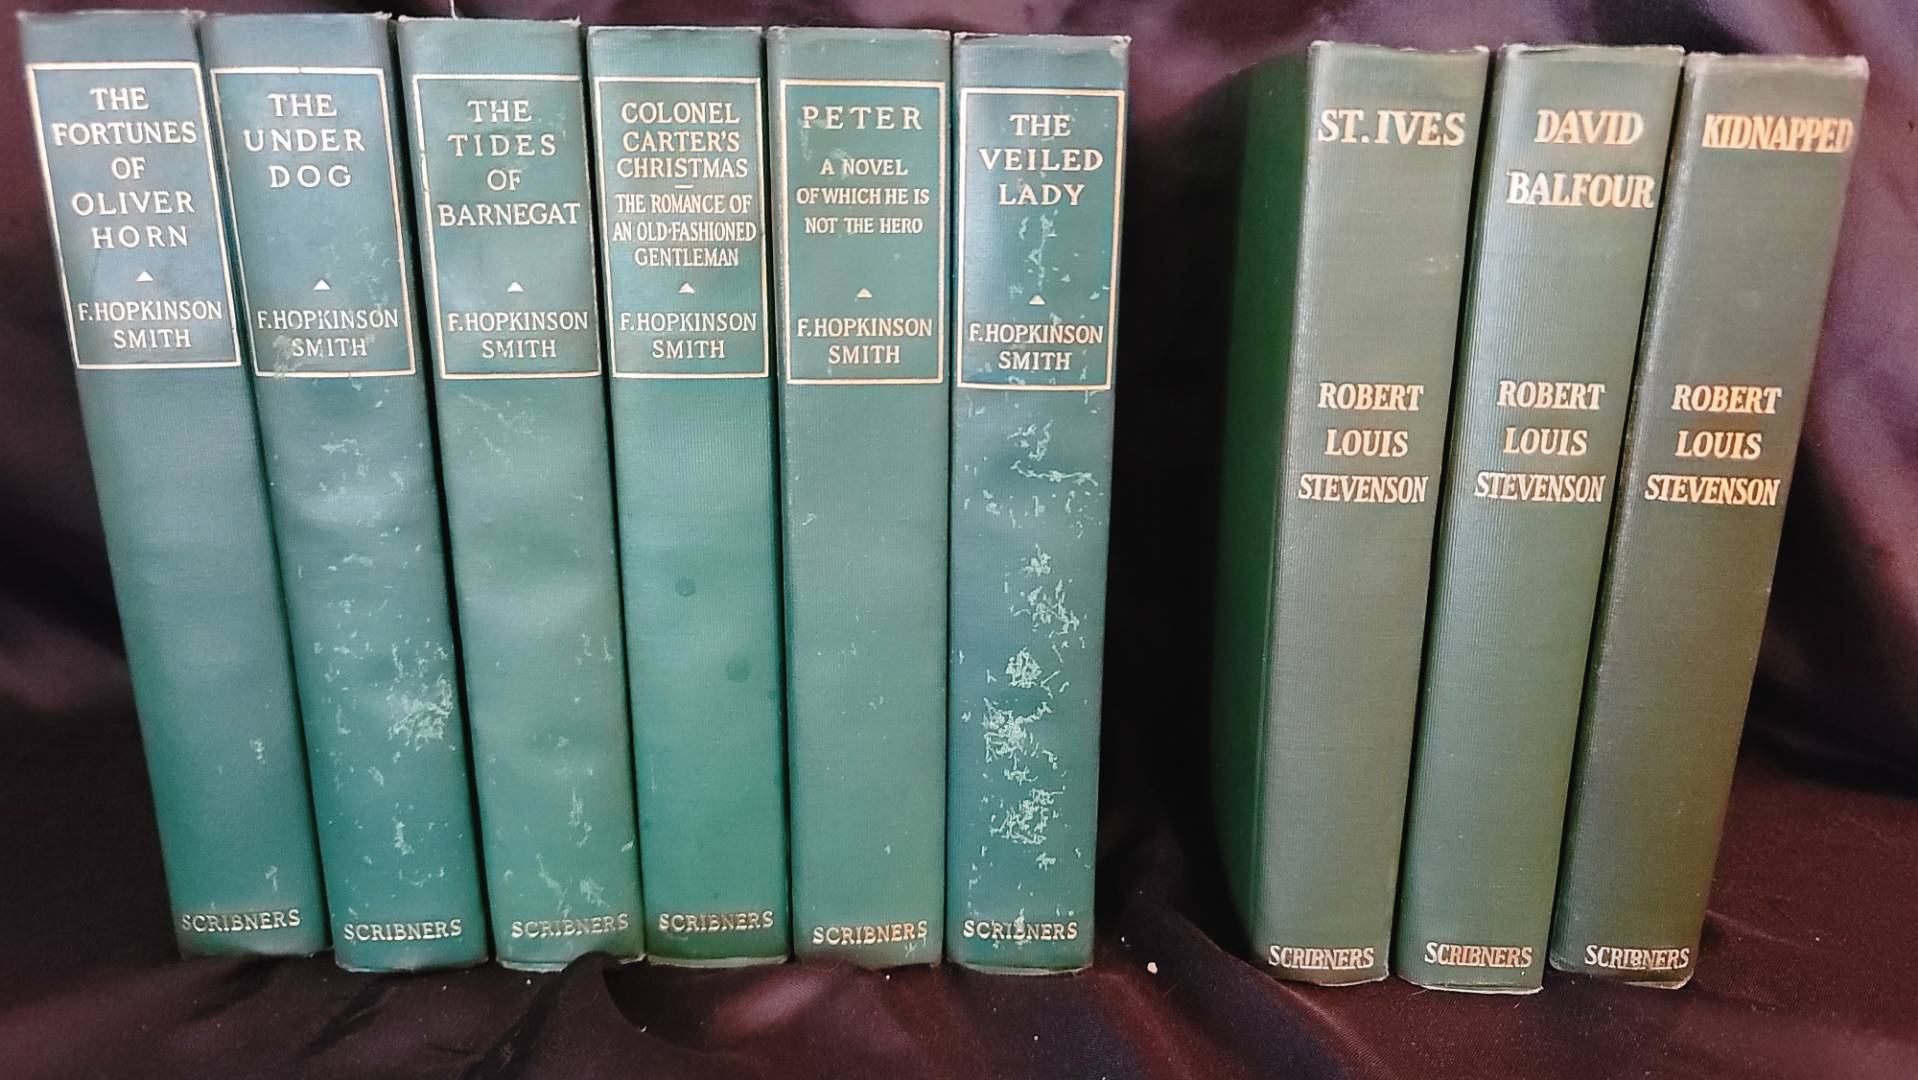 THE
FORTUNES
OF
OLIVER
HORN
F. HOPKINSON
SMITH
SCRIBNERS
THE
UNDER
DOG
F. HOPKINSON
SMITH
SCRIBNERS
THE
TIDES
OF
BARNEGAT
F. HOPKINSON
SMITH
SCRIBNERS
COLONEL
CARTER'S
CHRISTMAS
THE ROMANCE OF
AN OLD-FASHIONED
GENTLEMAN
F. HOPKINSON
SMITH
SCRIBNERS
PETER
A NOVEL
OF WHICH HE IS
NOT THE HERO
F. HOPKINSON
SMITH
SCRIBNERS
THE
VEILED
LADY
F. HOPKINSON
SMITH
SCRIBNERS
ST. IVES
ROBERT
LOUIS
STEVENSON
SCRIBNERS
DAVID
BALFOUR
ROBERT
LOUIS
STEVENSON
SCRIBNERS
KIDNAPPED
ROBERT
LOUIS
STEVENSON
SCRIBNERS